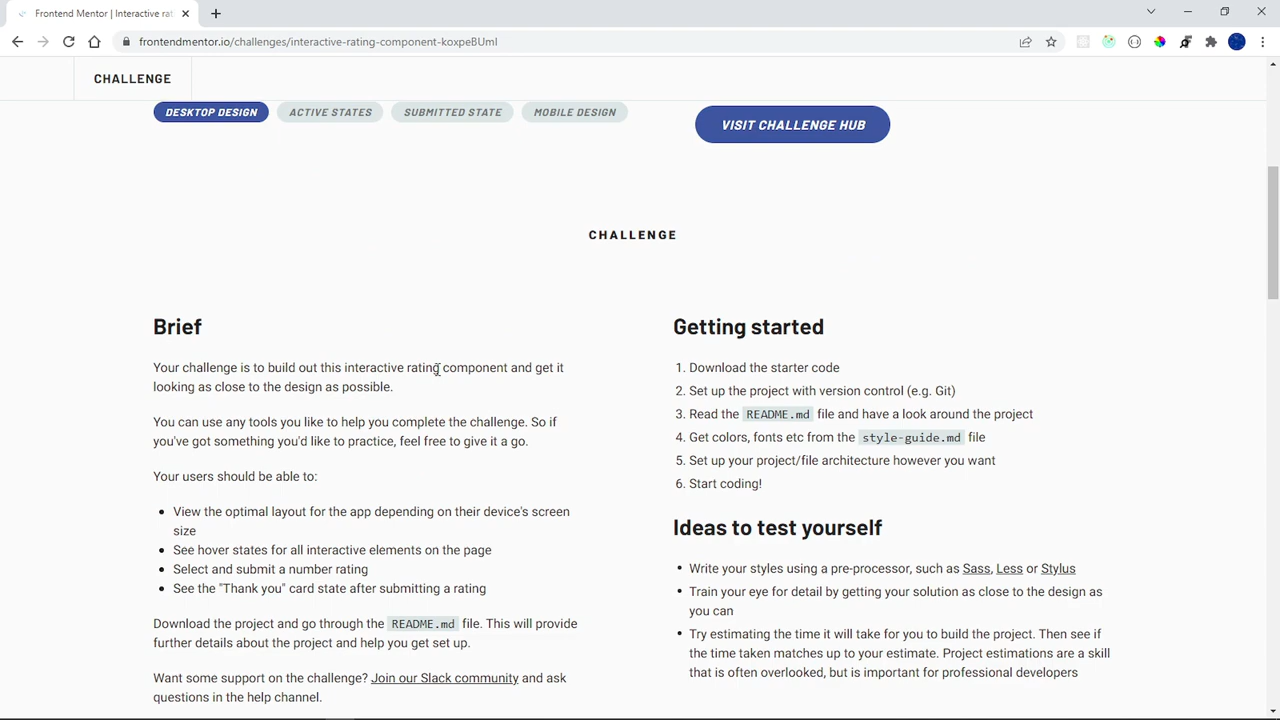 Frontend Mentor | Interactive rat
frontendmentor.io/challenges/interactive-rating-component-koxpeBUml
CHALLENGE
DESKTOP DESIGN
ACTIVE STATES
SUBMITTED STATE
MOBILE DESIGN
VISIT CHALLENGE HUB
CHALLENGE
Brief
Your challenge is to build out this interactive rating component and get it
looking as close to the design as possible.
You can use any tools you like to help you complete the challenge. So if
you've got something you'd like to practice, feel free to give it a go.
Your users should be able to:
• View the optimal layout for the app depending on their device's screen
size
• See hover states for all interactive elements on the page
• Select and submit a number rating
• See the "Thank you" card state after submitting a rating
Download the project and go through the README.md file. This will provide
further details about the project and help you get set up.
Want some support on the challenge? Join our Slack community and ask
questions in the help channel.
Getting started
1. Download the starter code
2. Set up the project with version control (e.g. Git)
3. Read the README.md file and have a look around the project
4. Get colors, fonts etc from the style-guide.md file
5. Set up your project/file architecture however you want
6. Start coding!
Ideas to test yourself
• Write your styles using a pre-processor, such as Sass, Less or Stylus
• Train your eye for detail by getting your solution as close to the design as
you can
• Try estimating the time it will take for you to build the project. Then see if
the time taken matches up to your estimate. Project estimations are a skill
that is often overlooked, but is important for professional developers